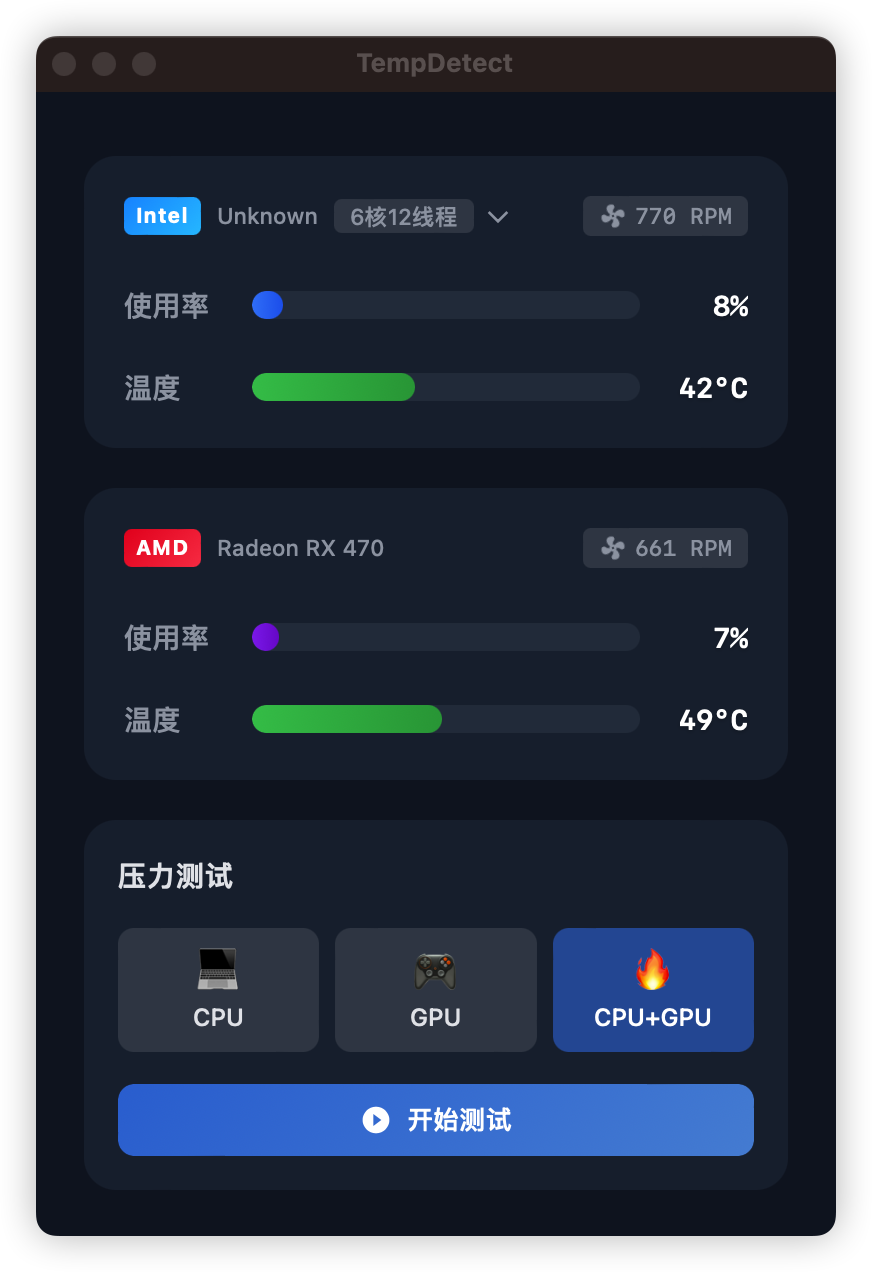 TempDetect
Intel Unknown 6核12线程 770 RPM
使用率 8%
温度 42°C
AMD Radeon RX 470 661 RPM
使用率 7%
温度 49°C
压力测试
CPU GPU CPU+GPU
开始测试